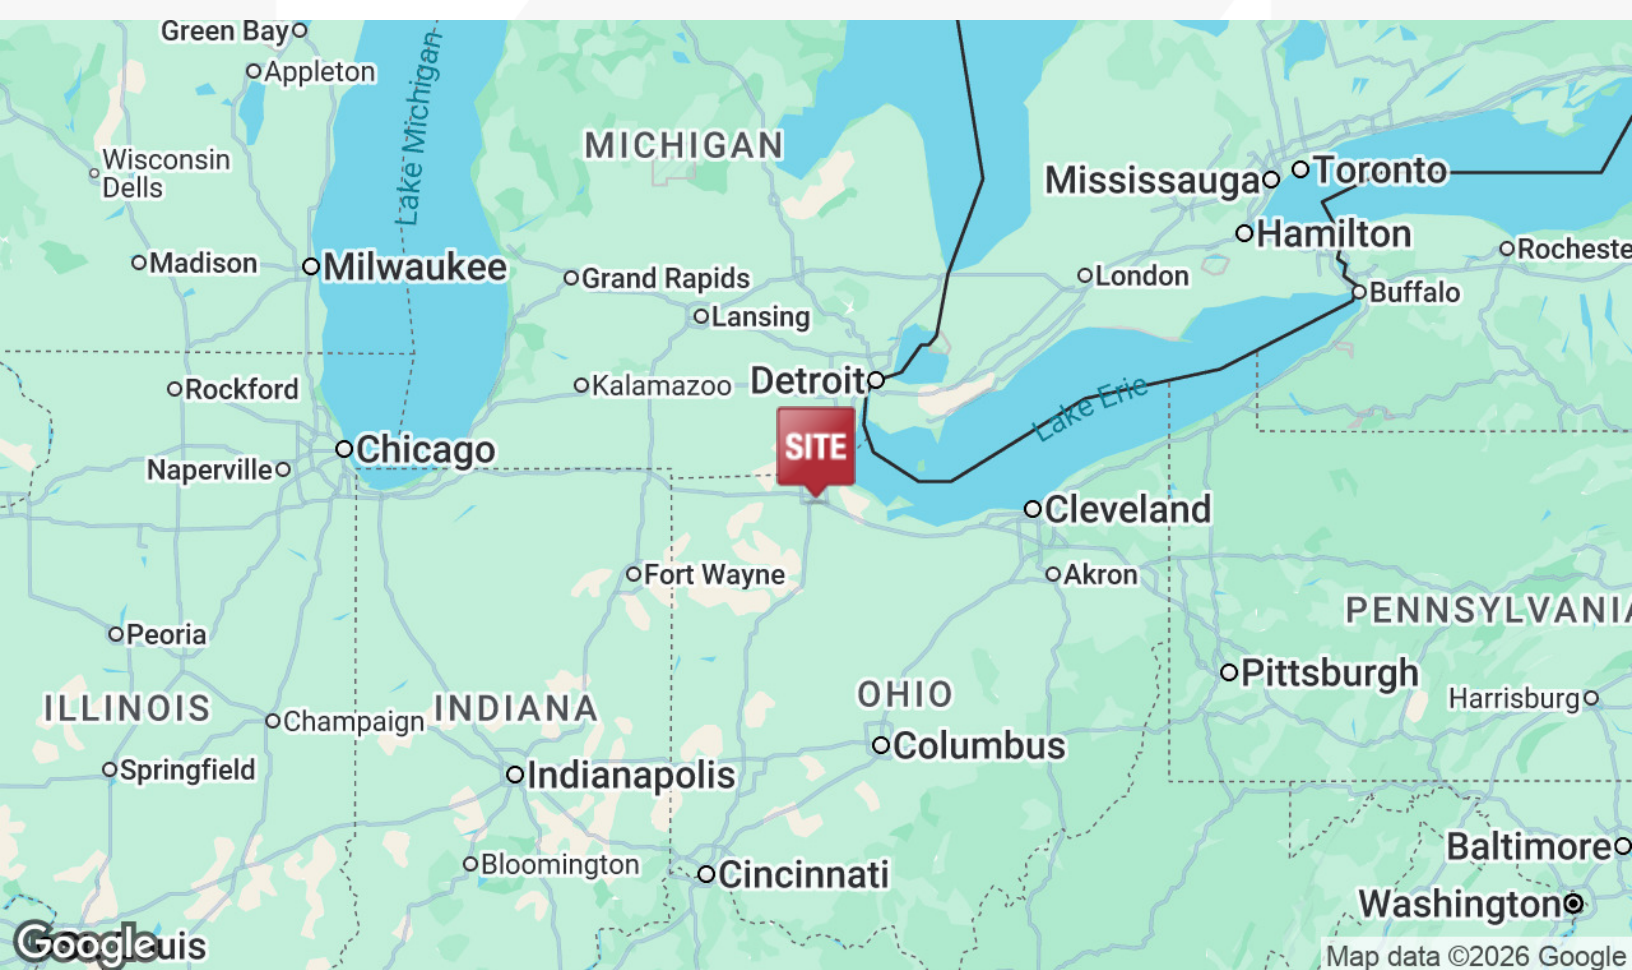 Green Bay
Appleton
Lake Michigan
MICHIGAN
Wisconsin
Dells
Toronto
Mississauga
Hamilton
Rocheste
Madison
Milwaukee
Grand Rapids
London
Buffalo
Lansing
Rockford
Kalamazoo
Detroit
Lake Erie
SITE
Chicago
Naperville
Cleveland
Fort Wayne
Akron
PENNSYLVANIA
Peoria
Pittsburgh
ILLINOIS
INDIANA
OHIO
Harrisburg
Champaign
Columbus
Springfield
Indianapolis
Baltimore
Bloomington
Cincinnati
Washington
Google
Map data ©2026 Google